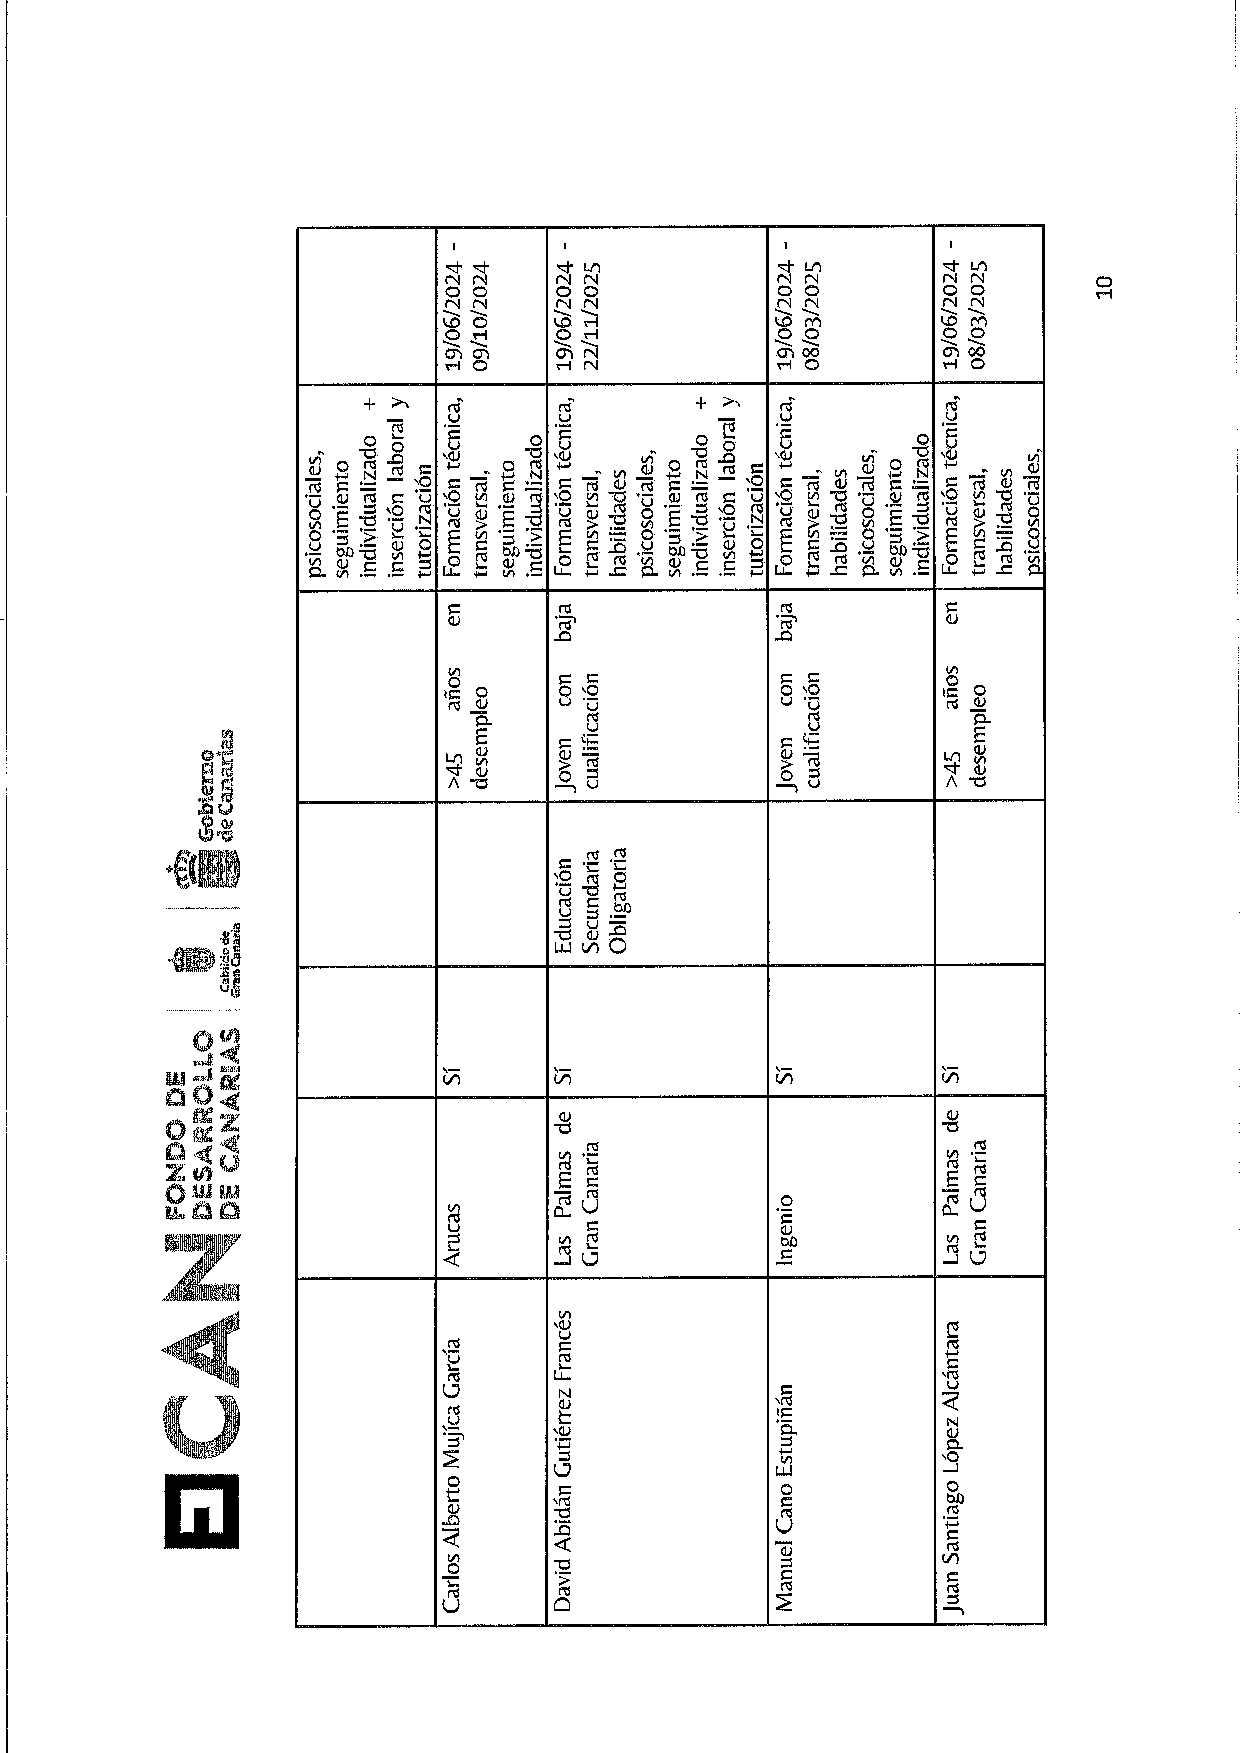 FONDO DE
DESARROLLO
DE CANARIAS
CAN
Cabildo de
Gran Canaria
Gobierno
de Canarias
psicosociales,
seguimiento
individualizado +
inserción laboral y
tutorización
Carlos Alberto Mujica García
Arucas
Sí
>45 años en
desempleo
Formación técnica,
transversal,
seguimiento
individualizado
19/06/2024 -
09/10/2024
David Abidán Gutiérrez Francés
Las Palmas de
Gran Canaria
Sí
Educación
Secundaria
Obligatoria
Joven con baja
cualificación
Formación técnica,
transversal,
habilidades
psicosociales,
seguimiento
individualizado +
inserción laboral y
tutorización
19/06/2024 -
22/11/2025
Manuel Cano Estupiñán
Ingenio
Sí
Joven con baja
cualificación
Formación técnica,
transversal,
habilidades
psicosociales,
seguimiento
individualizado
19/06/2024 -
08/03/2025
Juan Santiago López Alcántara
Las Palmas de
Gran Canaria
Sí
>45 años en
desempleo
Formación técnica,
transversal,
habilidades
psicosociales,
19/06/2024 -
08/03/2025
10